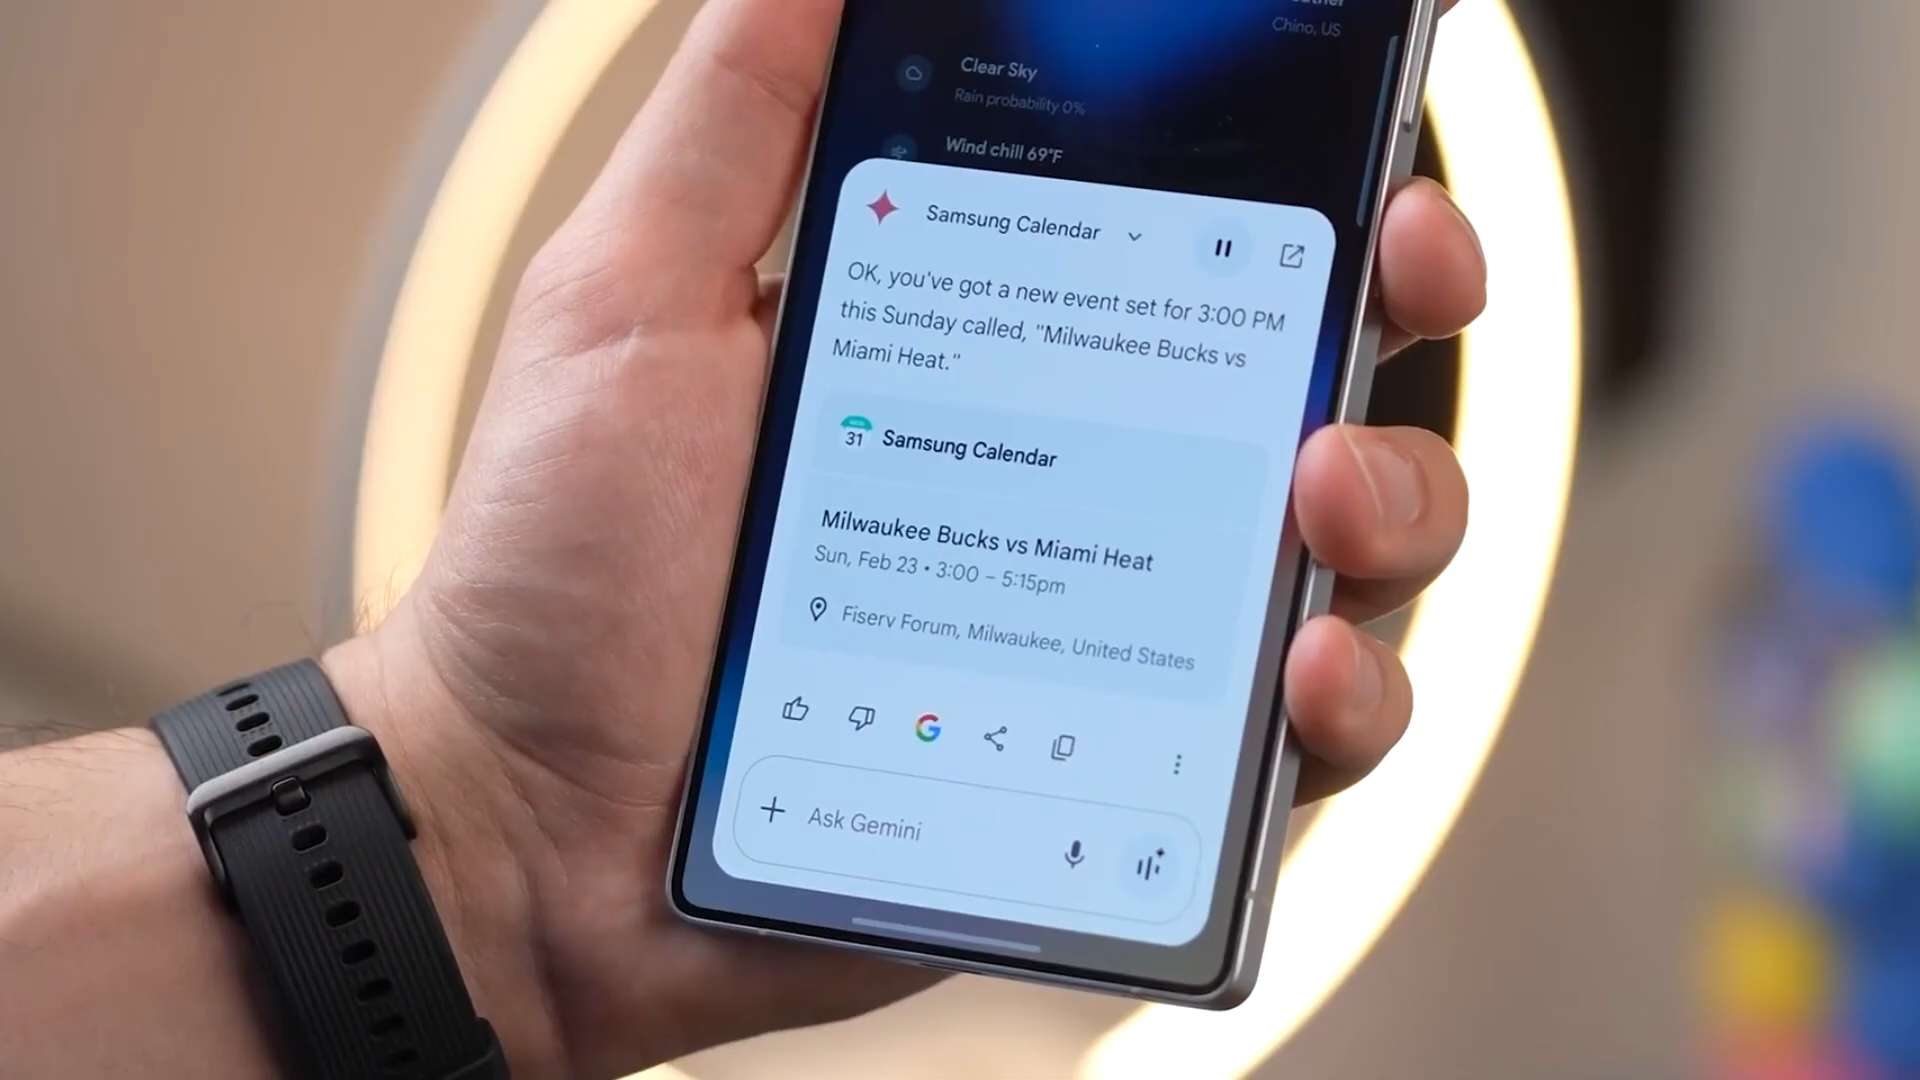 Chino, US
Clear Sky
Rain probability 0%
Wind chill 69°F
Samsung Calendar
OK, you've got a new event set for 3:00 PM
this Sunday called, "Milwaukee Bucks vs
Miami Heat."
31
Samsung Calendar
Milwaukee Bucks vs Miami Heat
Sun, Feb 23 • 3:00 – 5:15pm
Fiserv Forum, Milwaukee, United States
G
Ask Gemini